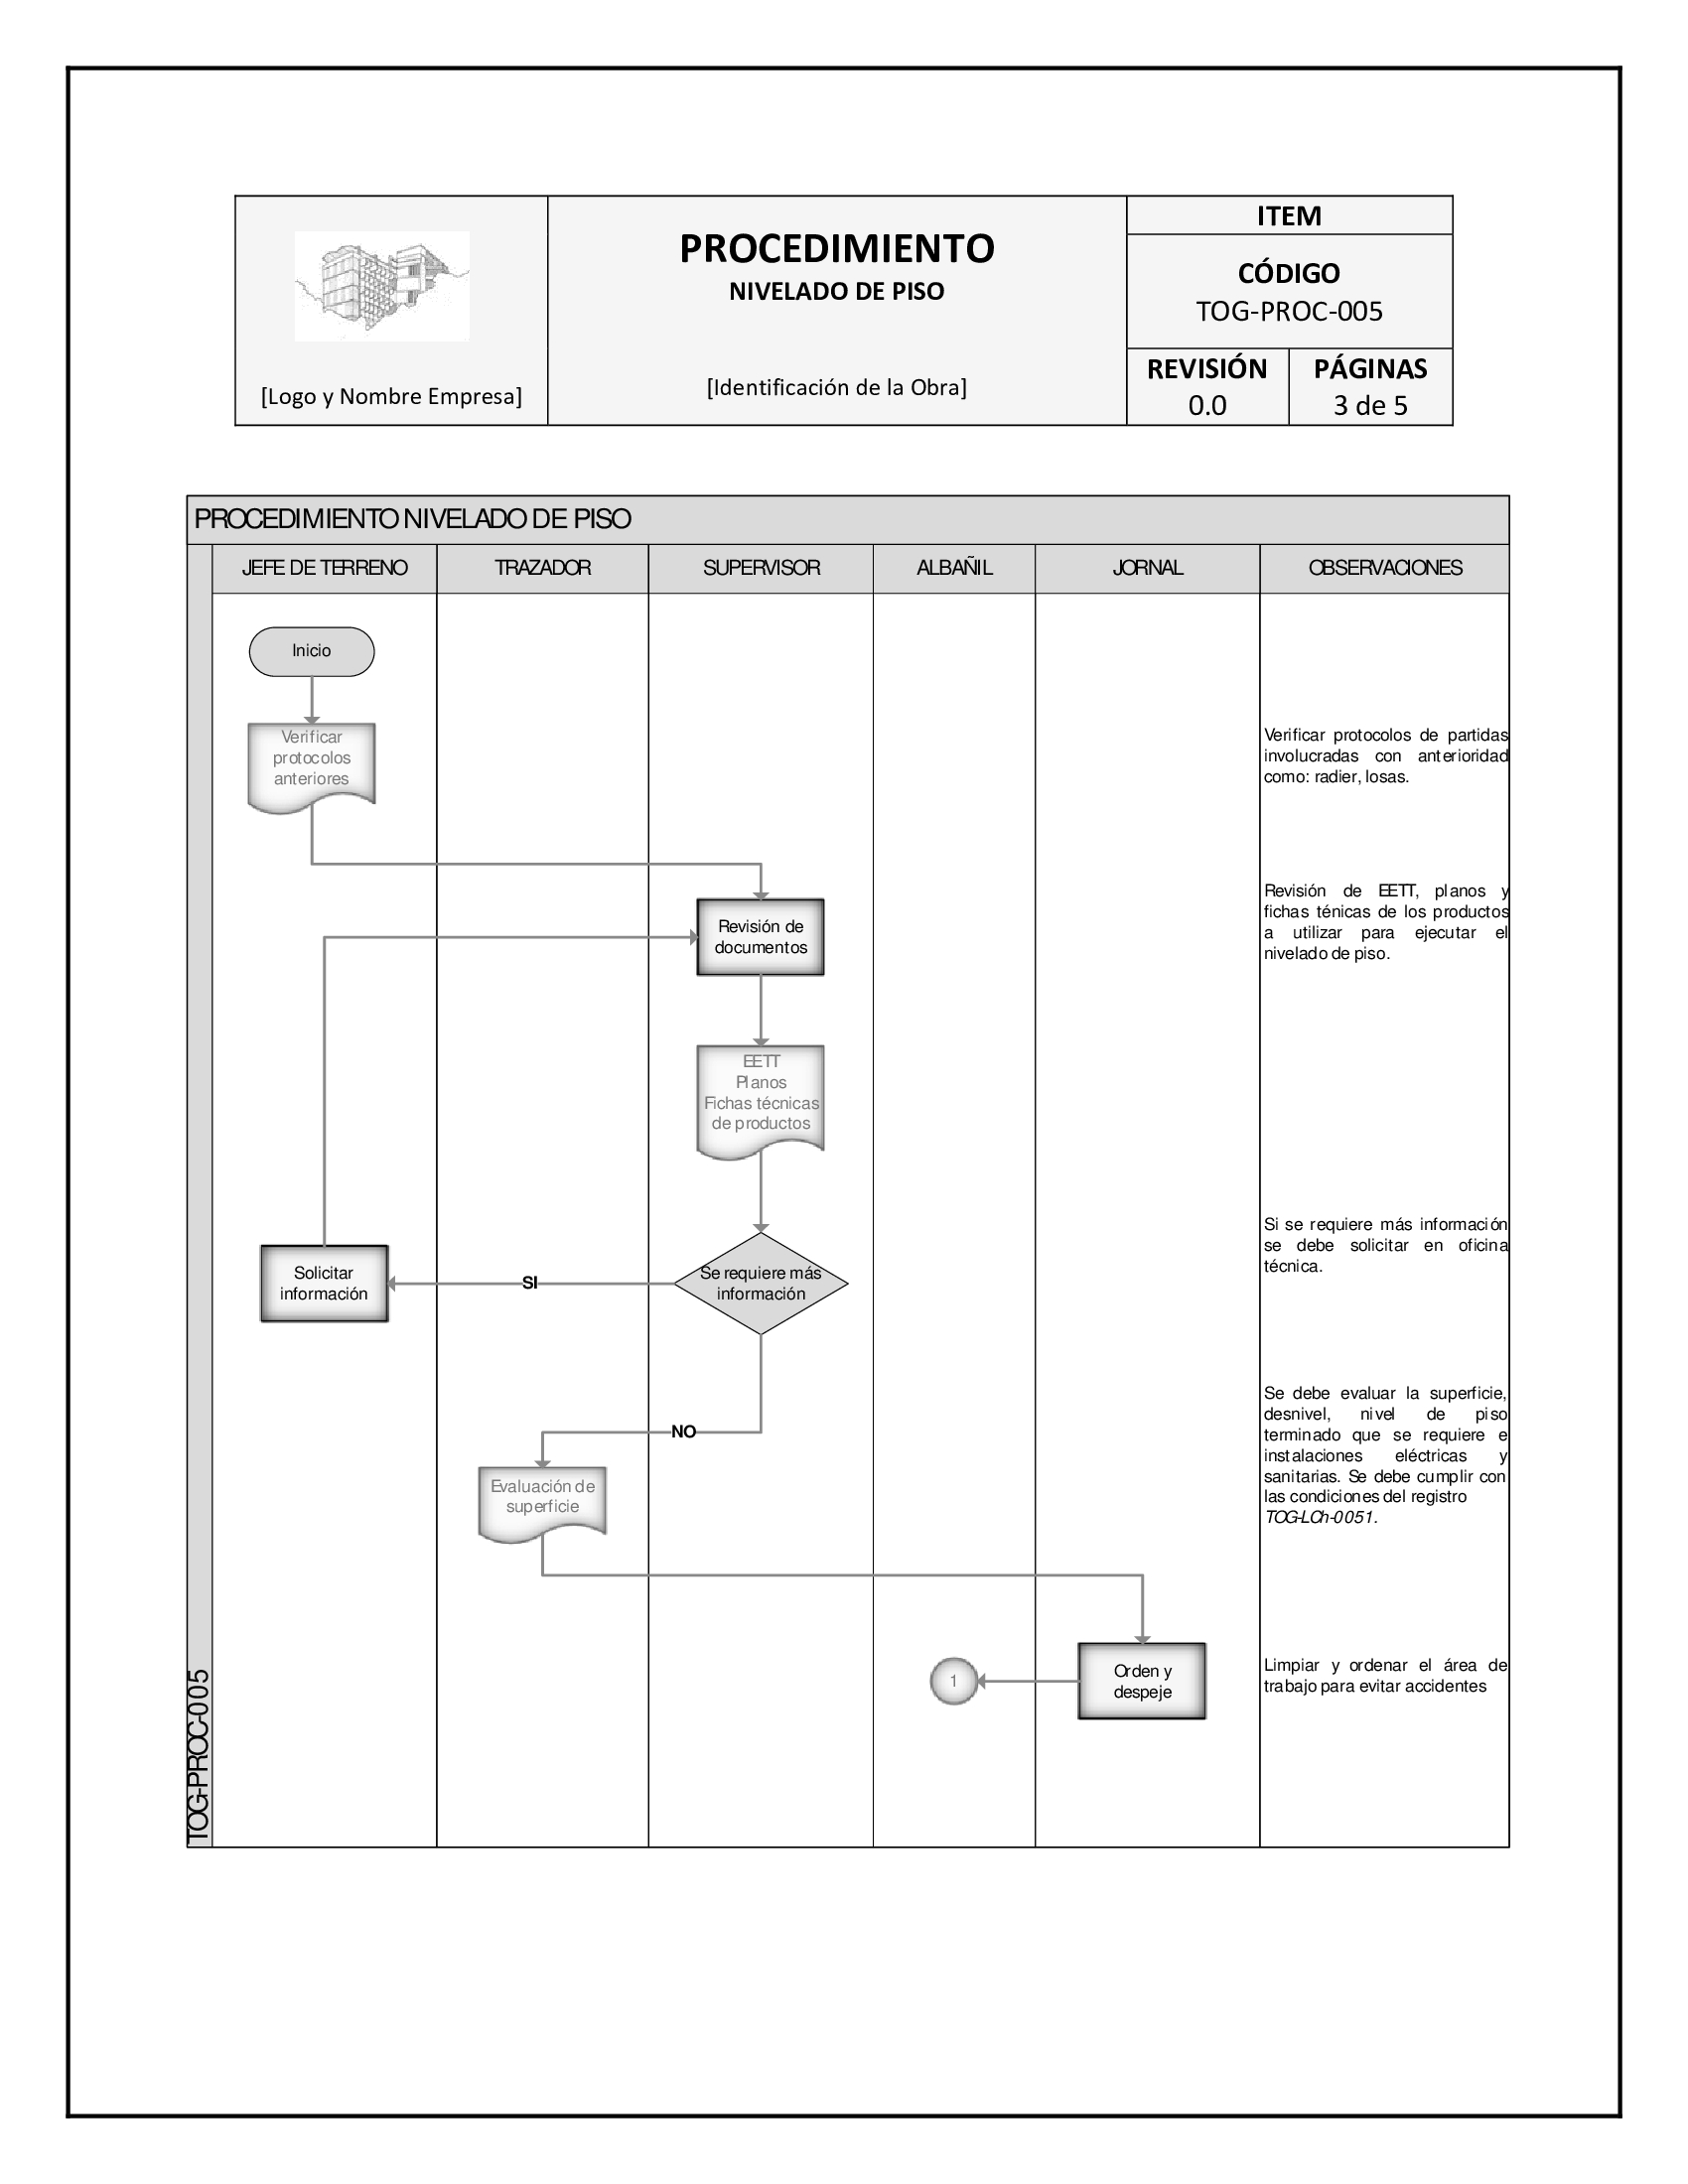 [Logo y Nombre Empresa]
PROCEDIMIENTO
NIVELADO DE PISO
[Identificación de la Obra]
ITEM
CÓDIGO
TOG-PROC-005
REVISIÓN
0.0
PÁGINAS
3 de 5
PROCEDIMIENTO NIVELADO DE PISO
JEFE DE TERRENO
TRAZADOR
SUPERVISOR
ALBAÑIL
JORNAL
OBSERVACIONES
Inicio
Verificar
protocolos
anteriores
Verificar protocolos de partidas
involucradas con anterioridad
como: radier, losas.
Revisión de
documentos
Revisión de EETT, planos y
fichas ténicas de los productos
a utilizar para ejecutar el
nivelado de piso.
EETT
Planos
Fichas técnicas
de productos
Solicitar
información
SI
Se requiere más
información
Si se requiere más información
se debe solicitar en oficina
técnica.
NO
Evaluación de
superficie
Se debe evaluar la superficie,
desnivel, nivel de piso
terminado que se requiere e
instalaciones eléctricas y
sanitarias. Se debe cumplir con
las condiciones del registro
TOG-LCh-0051.
1
Orden y
despeje
Limpiar y ordenar el área de
trabajo para evitar accidentes
TOG-PROC-005